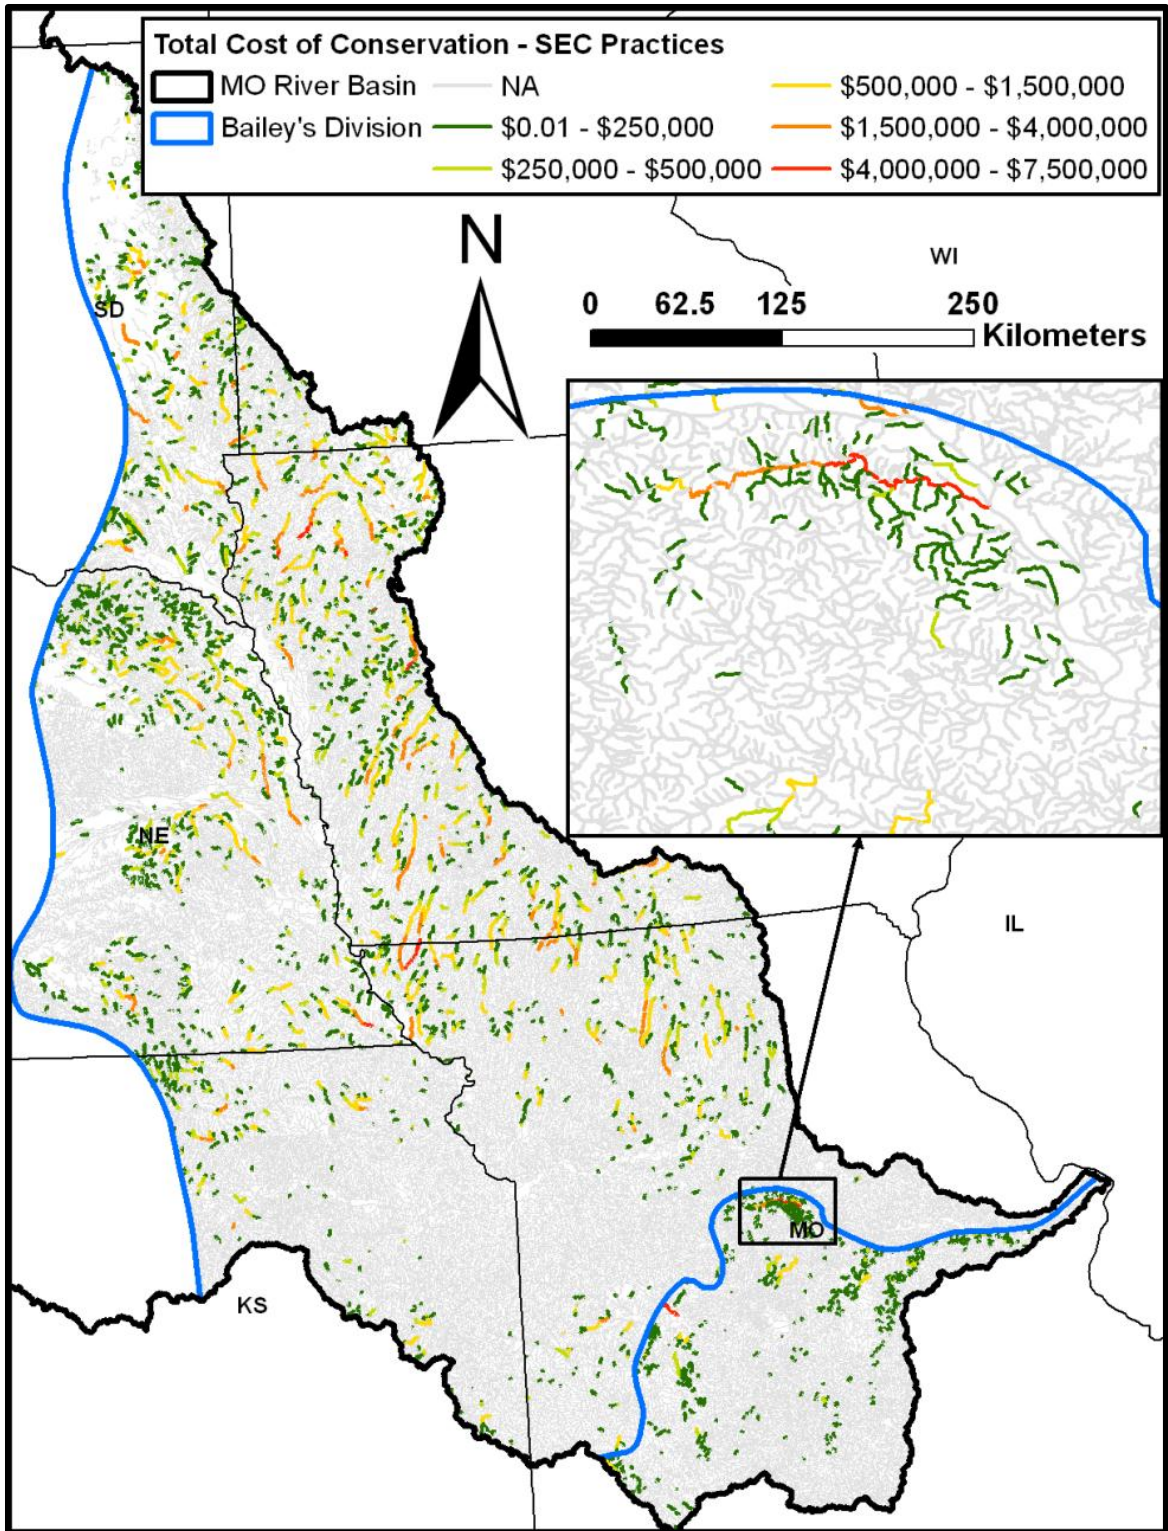 Total Cost of Conservation - SEC Practices
MO River Basin NA $500,000 - $1,500,000
Bailey's Division $0.01 - $250,000 $1,500,000 - $4,000,000
$250,000 - $500,000 $4,000,000 - $7,500,000
N
WI
0 62.5 125 250
Kilometers
SD
NE
IL
MO
KS